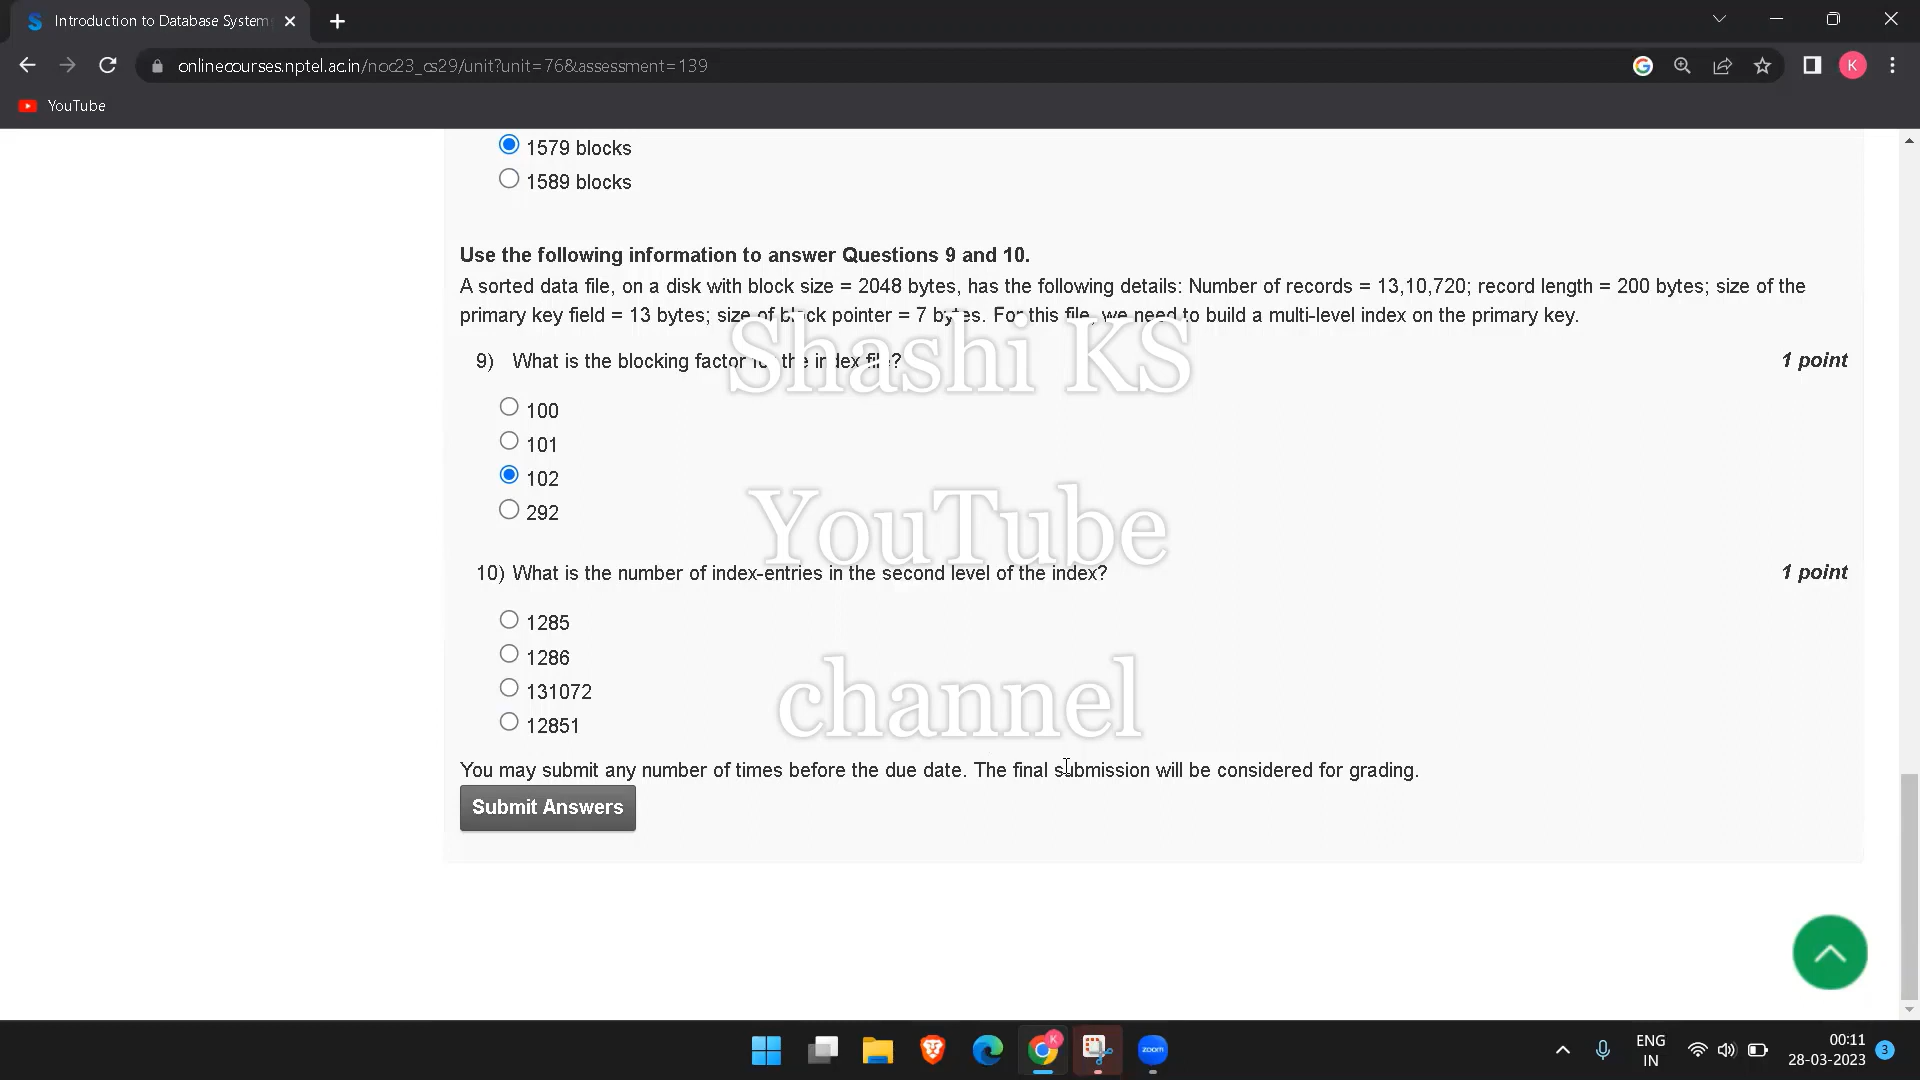 Introduction to Database System
onlinecourses.nptel.ac.in/noc23_cs29/unit?unit=76&assessment=139
K
YouTube
1579 blocks
1589 blocks
Use the following information to answer Questions 9 and 10.
A sorted data file, on a disk with block size = 2048 bytes, has the following details: Number of records = 13,10,720; record length = 200 bytes; size of the
primary key field = 13 bytes; size of block pointer = 7 bytes. For this file, we need to build a multi-level index on the primary key.
Shashi KS
9) What is the blocking factor for the index file? 1 point
100
101
102
292
YouTube
10) What is the number of index-entries in the second level of the index? 1 point
1285
1286
131072
12851
channel
You may submit any number of times before the due date. The final submission will be considered for grading.
Submit Answers
K
zoom
ENG
IN
00:11
28-03-2023
3